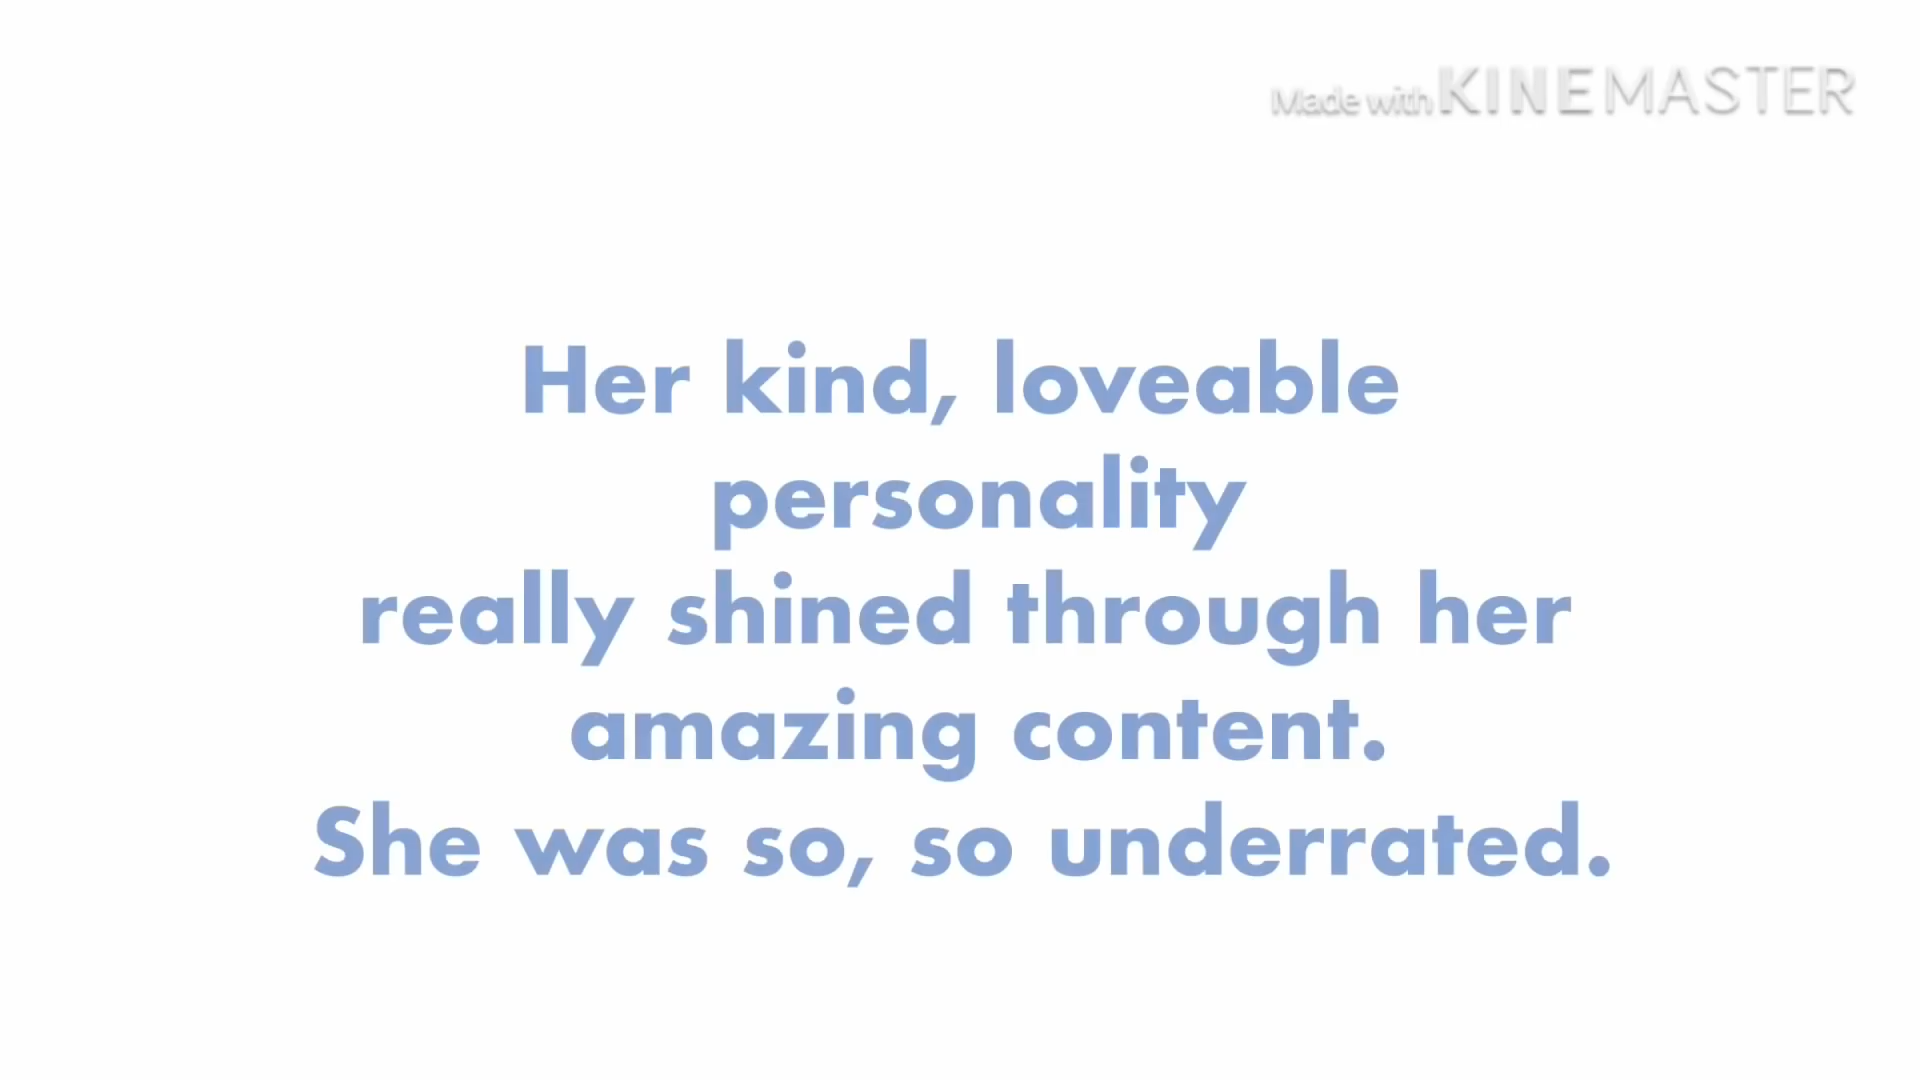 Made with KINEMASTER
Her kind, loveable
personality
really shined through her
amazing content.
She was so, so underrated.